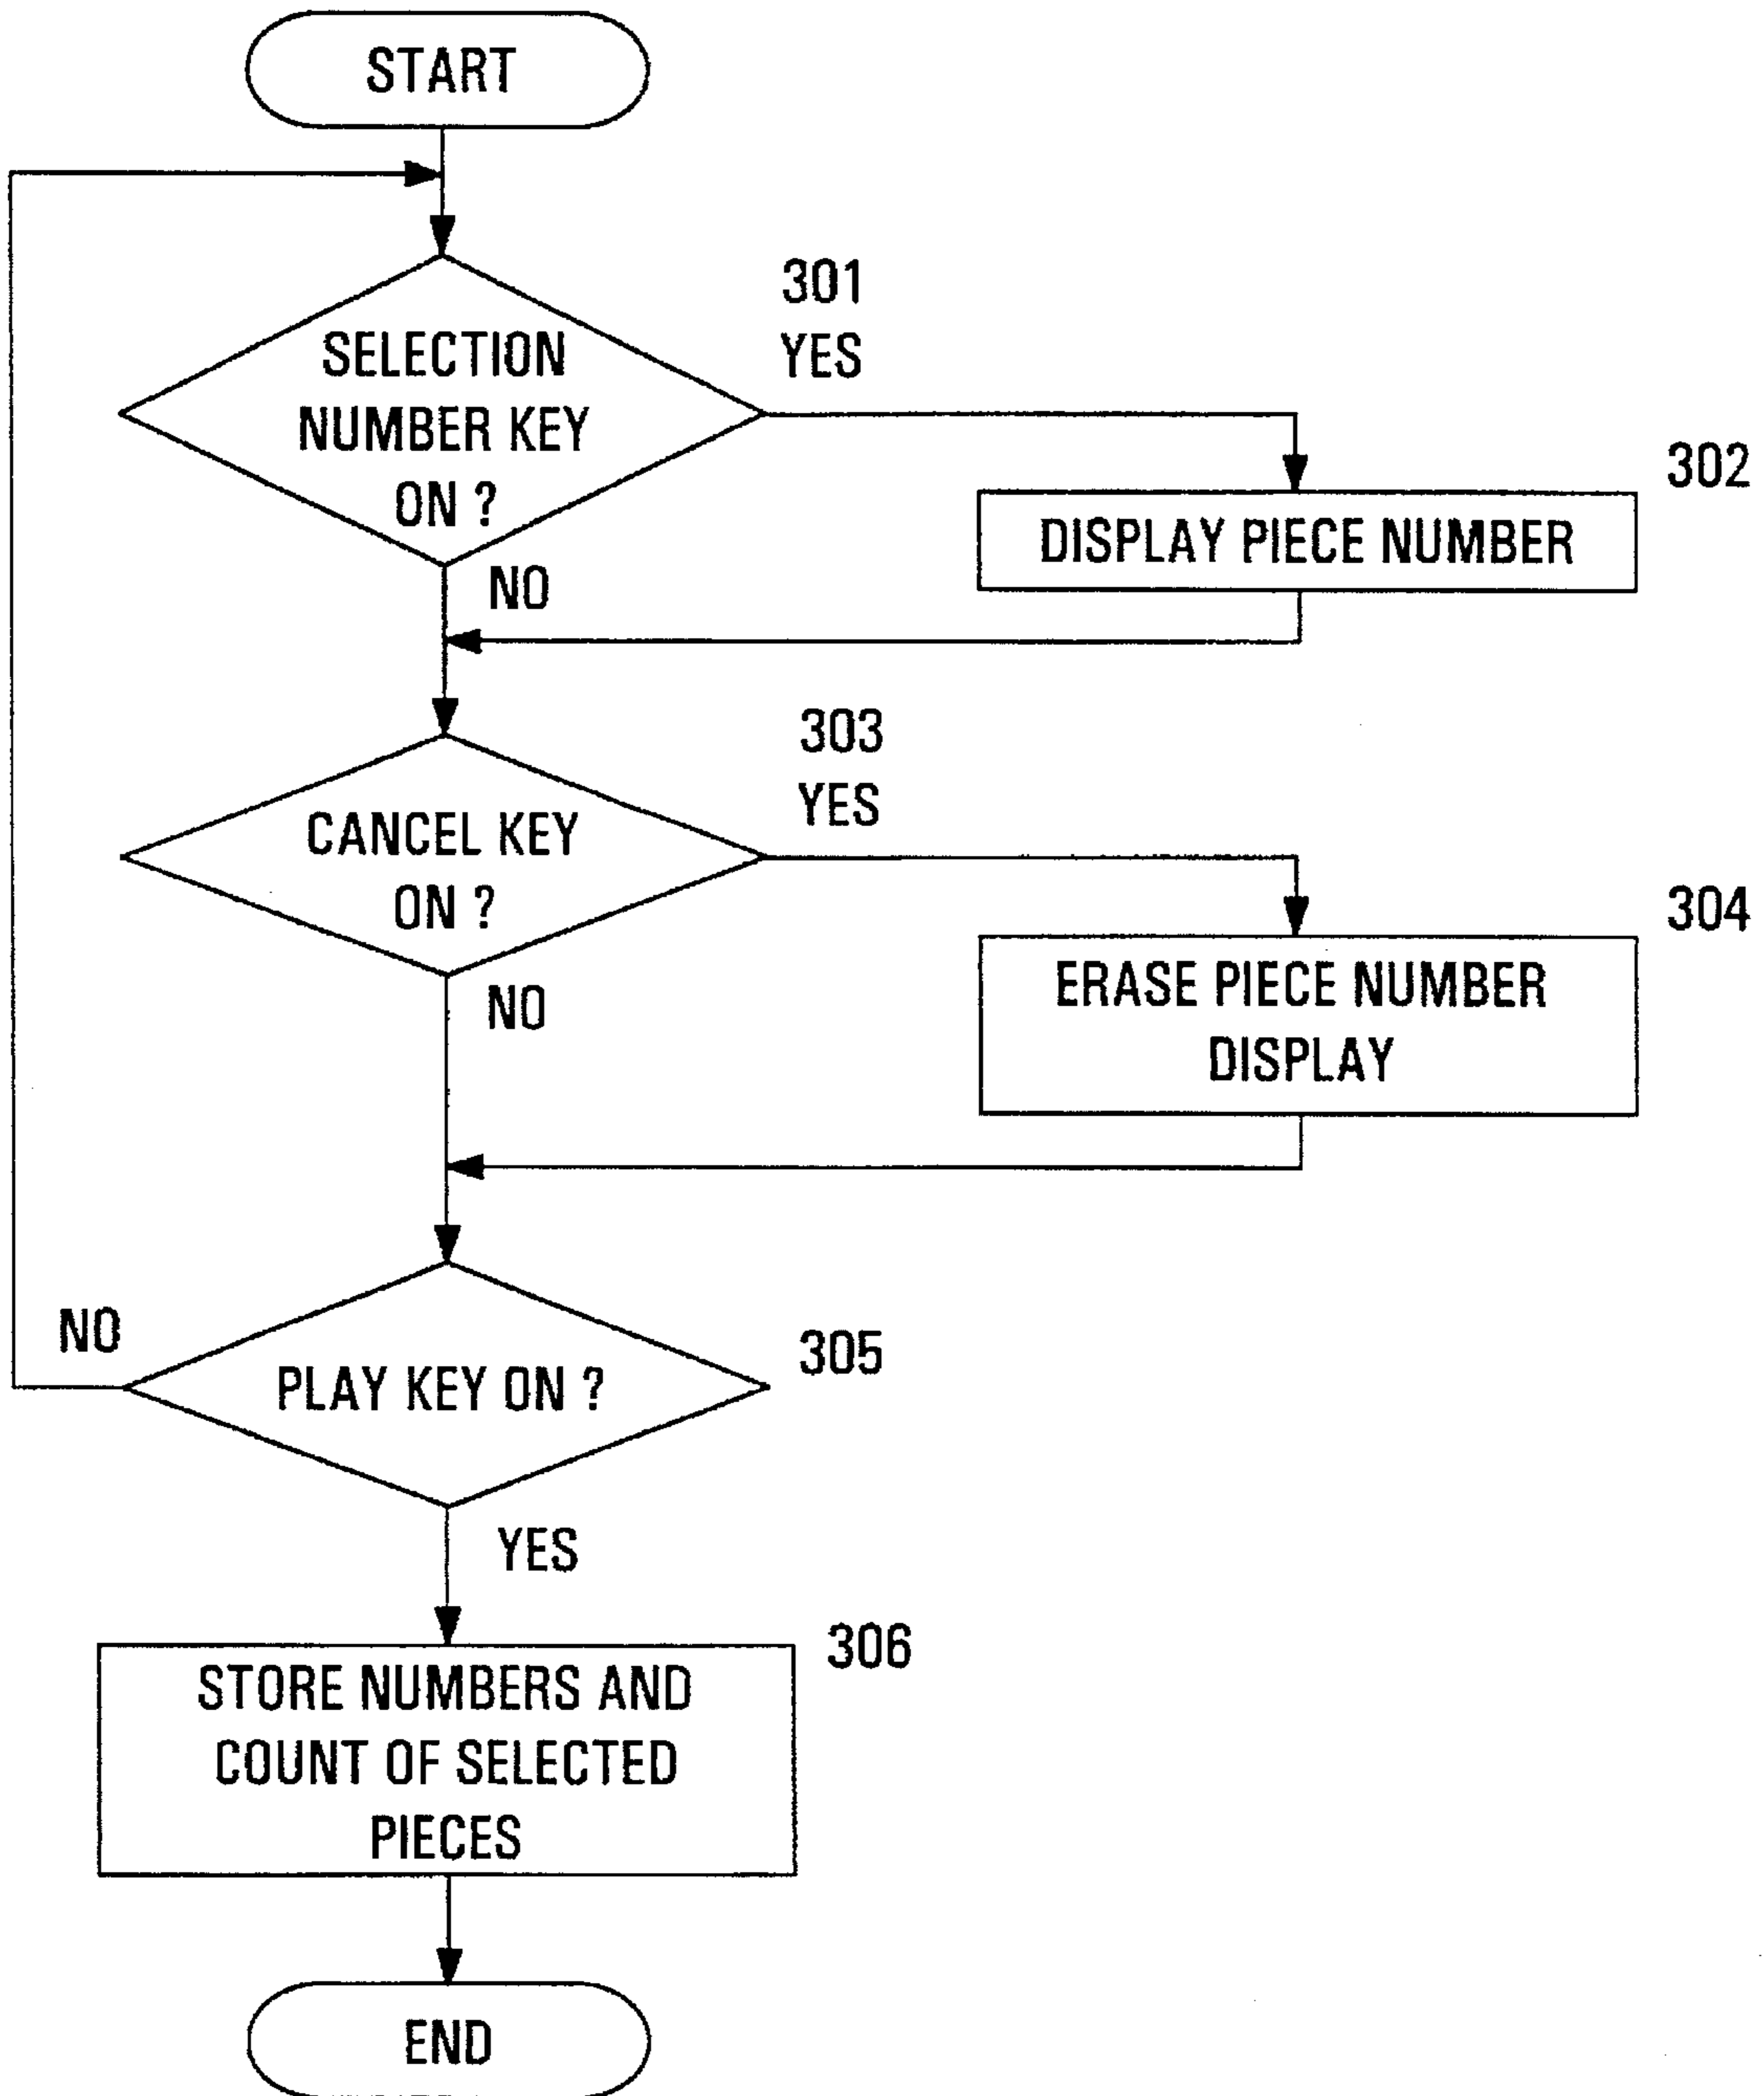 START
301
YES
SELECTION
NUMBER KEY
ON ?
NO
302
DISPLAY PIECE NUMBER
303
YES
CANCEL KEY
ON ?
NO
304
ERASE PIECE NUMBER
DISPLAY
NO
305
PLAY KEY ON ?
YES
306
STORE NUMBERS AND
COUNT OF SELECTED
PIECES
END